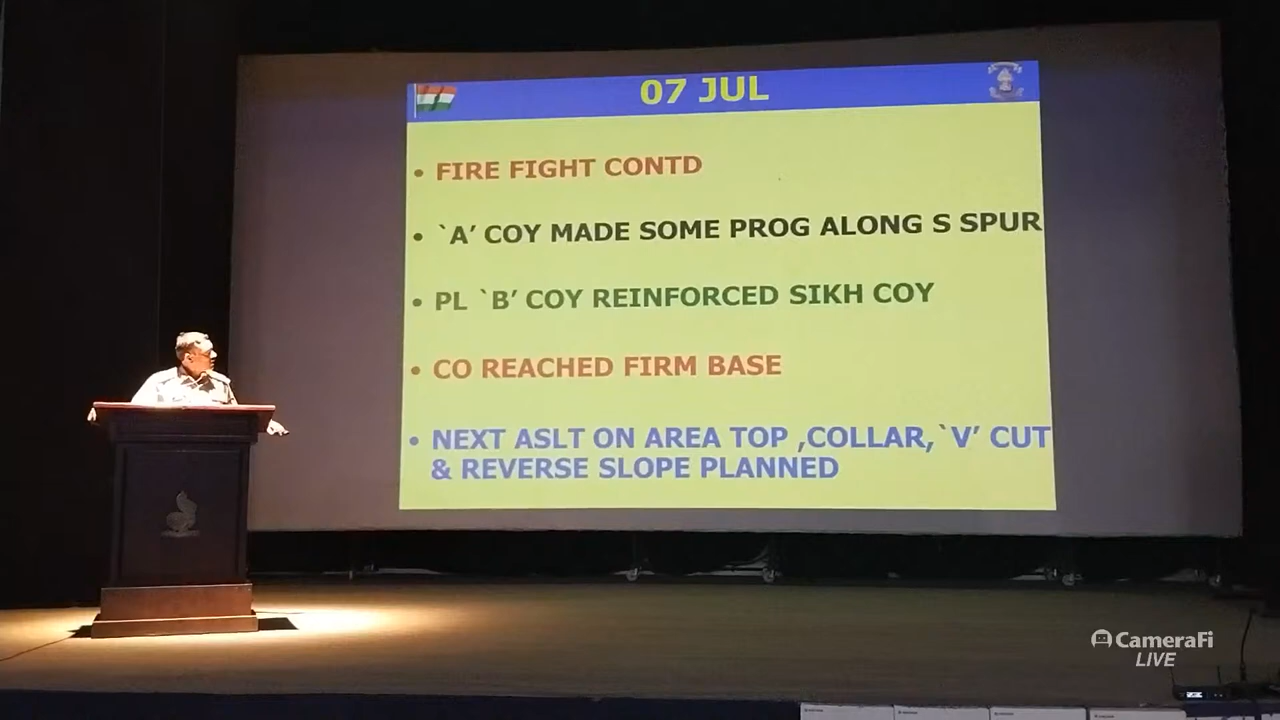 07 JUL
• FIRE FIGHT CONTD
• `A’ COY MADE SOME PROG ALONG S SPUR
• PL `B’ COY REINFORCED SIKH COY
• CO REACHED FIRM BASE
• NEXT ASLT ON AREA TOP ,COLLAR,`V’ CUT
& REVERSE SLOPE PLANNED
CameraFi
LIVE